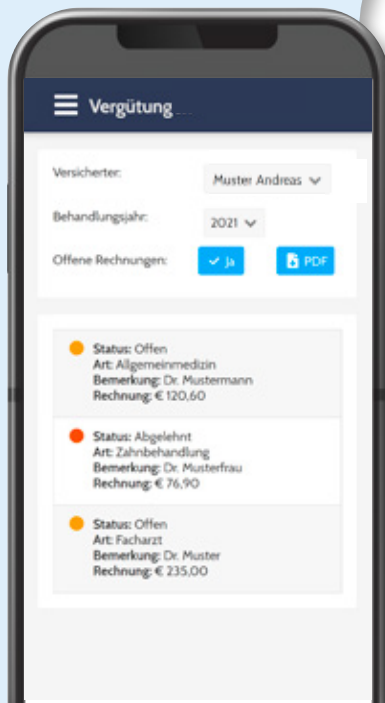 Vergütung
Versicherter:
Muster Andreas
Behandlungsjahr:
2021
Offene Rechnungen:
Ja
PDF
Status: Offen
Art: Allgemeinmedizin
Bemerkung: Dr. Mustermann
Rechnung: € 120,60
Status: Abgelehnt
Art: Zahnbehandlung
Bemerkung: Dr. Musterfrau
Rechnung: € 76,90
Status: Offen
Art: Facharzt
Bemerkung: Dr. Muster
Rechnung: € 235,00